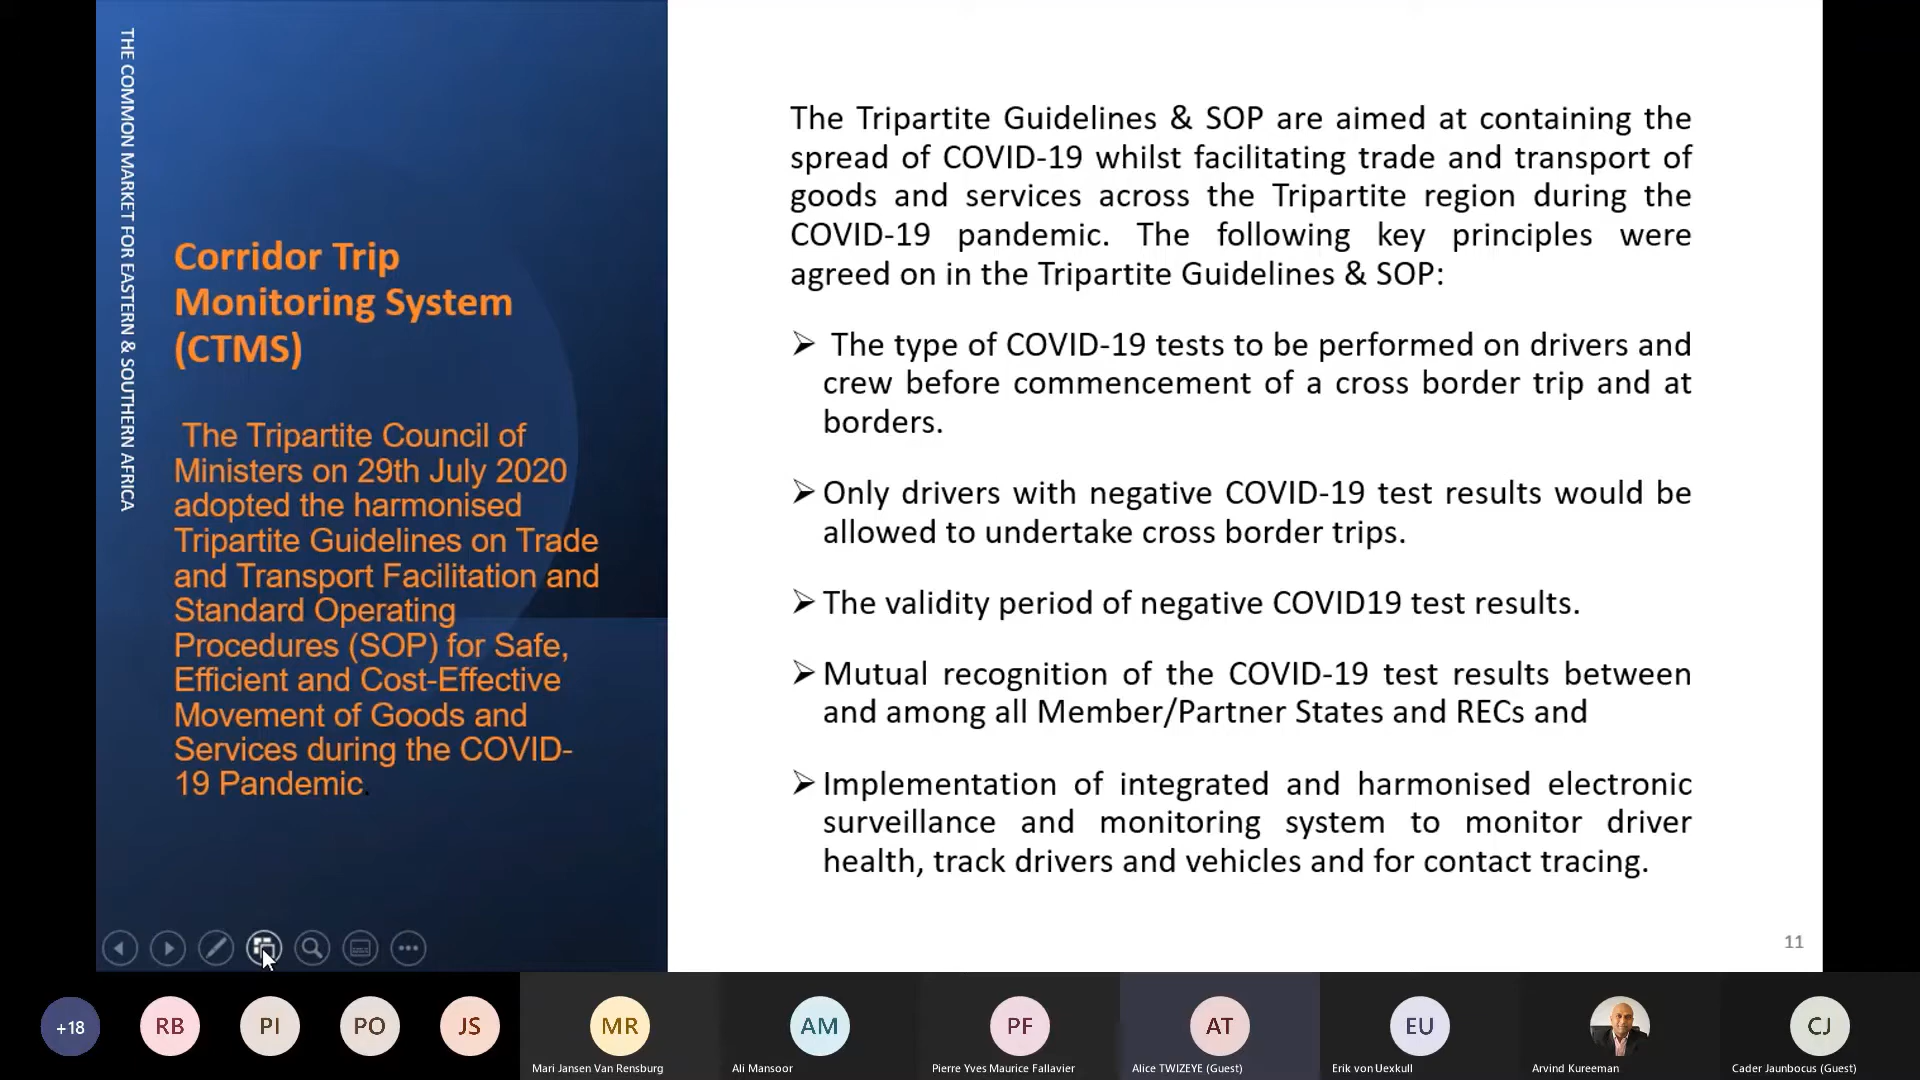 THE COMMON MARKET FOR EASTERN & SOUTHERN AFRICA
Corridor Trip
Monitoring System
(CTMS)
The Tripartite Council of
Ministers on 29th July 2020
adopted the harmonised
Tripartite Guidelines on Trade
and Transport Facilitation and
Standard Operating
Procedures (SOP) for Safe,
Efficient and Cost-Effective
Movement of Goods and
Services during the COVID-
19 Pandemic.
The Tripartite Guidelines & SOP are aimed at containing the
spread of COVID-19 whilst facilitating trade and transport of
goods and services across the Tripartite region during the
COVID-19 pandemic. The following key principles were
agreed on in the Tripartite Guidelines & SOP:
➢ The type of COVID-19 tests to be performed on drivers and
crew before commencement of a cross border trip and at
borders.
➢ Only drivers with negative COVID-19 test results would be
allowed to undertake cross border trips.
➢ The validity period of negative COVID19 test results.
➢ Mutual recognition of the COVID-19 test results between
and among all Member/Partner States and RECs and
➢ Implementation of integrated and harmonised electronic
surveillance and monitoring system to monitor driver
health, track drivers and vehicles and for contact tracing.
11
+18
RB
PI
PO
JS
MR
AM
PF
AT
EU
CJ
Mari Jansen Van Rensburg
Ali Mansoor
Pierre Yves Maurice Fallavier
Alice TWIZEYE (Guest)
Erik von Uexkull
Arvind Kureeman
Cader Jaunbocus (Guest)